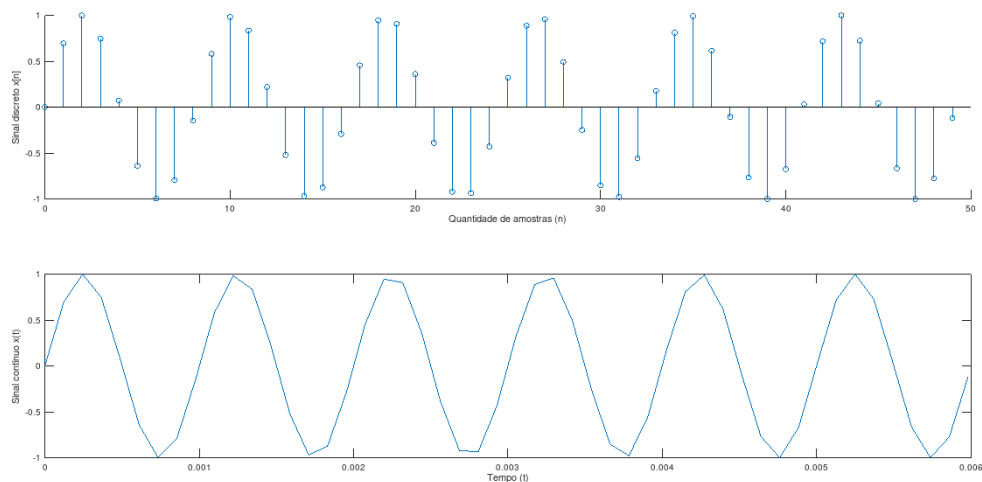 Sinal discreto x[n]
1
0.5
0
-0.5
-1
0 10 20 30 40 50
Quantidade de amostras (n)
Sinal continuo x(t)
1
0.5
0
-0.5
-1
0 0.001 0.002 0.003 0.004 0.005 0.006
Tempo (t)